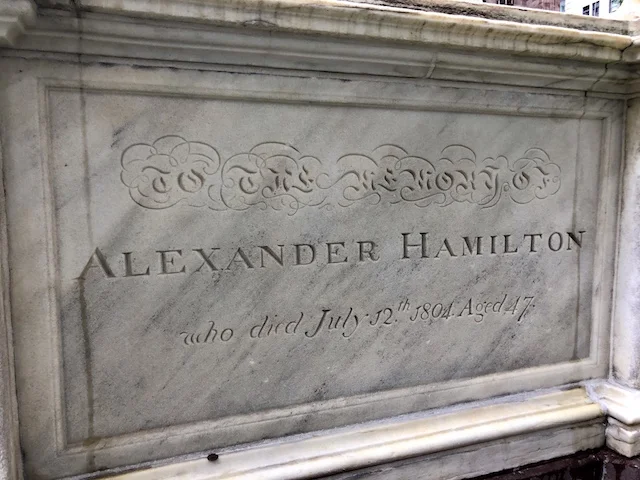 TO THE MEMORY OF
ALEXANDER HAMILTON
who died July 12th. 1804. Aged 47.